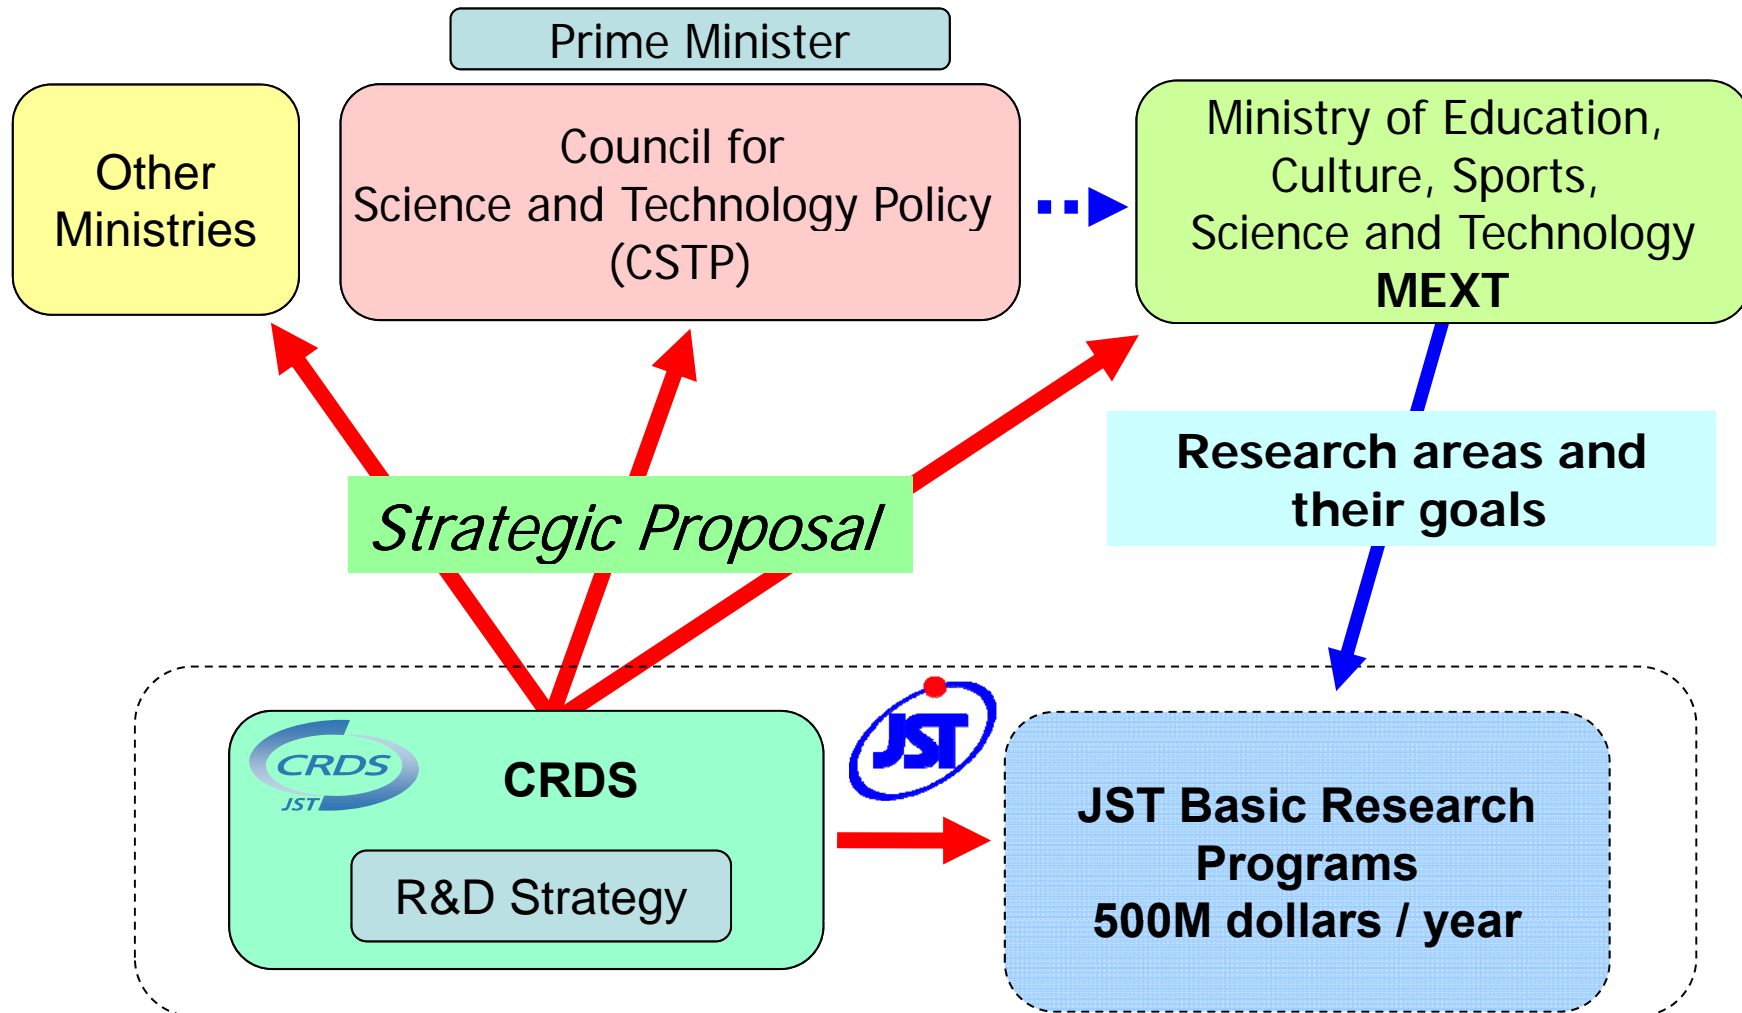 Prime Minister
Other
Ministries
Council for
Science and Technology Policy
(CSTP)
Ministry of Education,
Culture, Sports,
Science and Technology
MEXT
Research areas and
their goals
Strategic Proposal
CRDS
JST
CRDS
R&D Strategy
JST
JST Basic Research
Programs
500M dollars / year